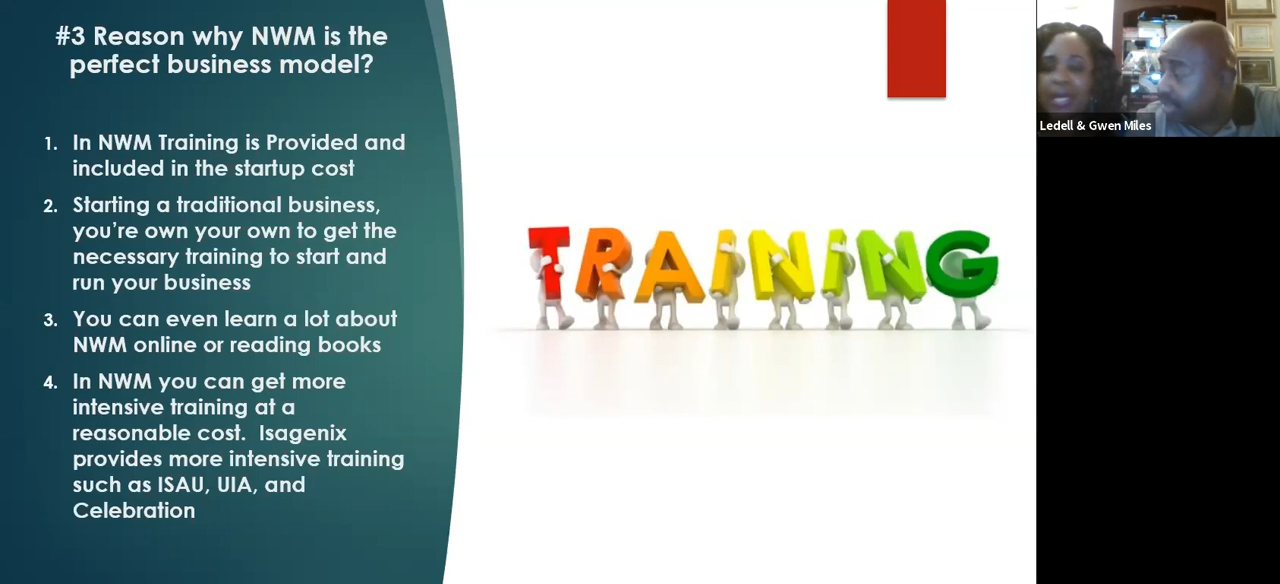 #3 Reason why NWM is the
perfect business model?
1. In NWM Training is Provided and
included in the startup cost
2. Starting a traditional business,
you're own your own to get the
necessary training to start and
run your business
3. You can even learn a lot about
NWM online or reading books
4. In NWM you can get more
intensive training at a
reasonable cost.  Isagenix
provides more intensive training
such as ISAU, UIA, and
Celebration
TRAINING
Ledell & Gwen Miles